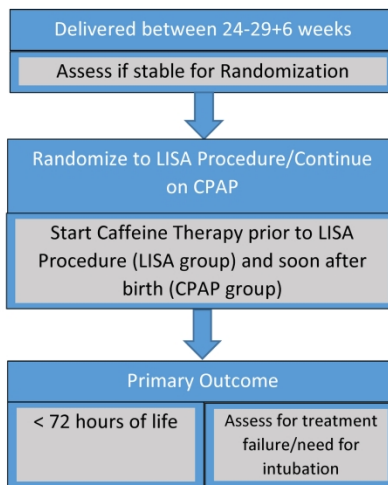 Delivered between 24-29+6 weeks
Assess if stable for Randomization
Randomize to LISA Procedure/Continue
on CPAP
Start Caffeine Therapy prior to LISA
Procedure (LISA group) and soon after
birth (CPAP group)
Primary Outcome
< 72 hours of life
Assess for treatment
failure/need for
intubation